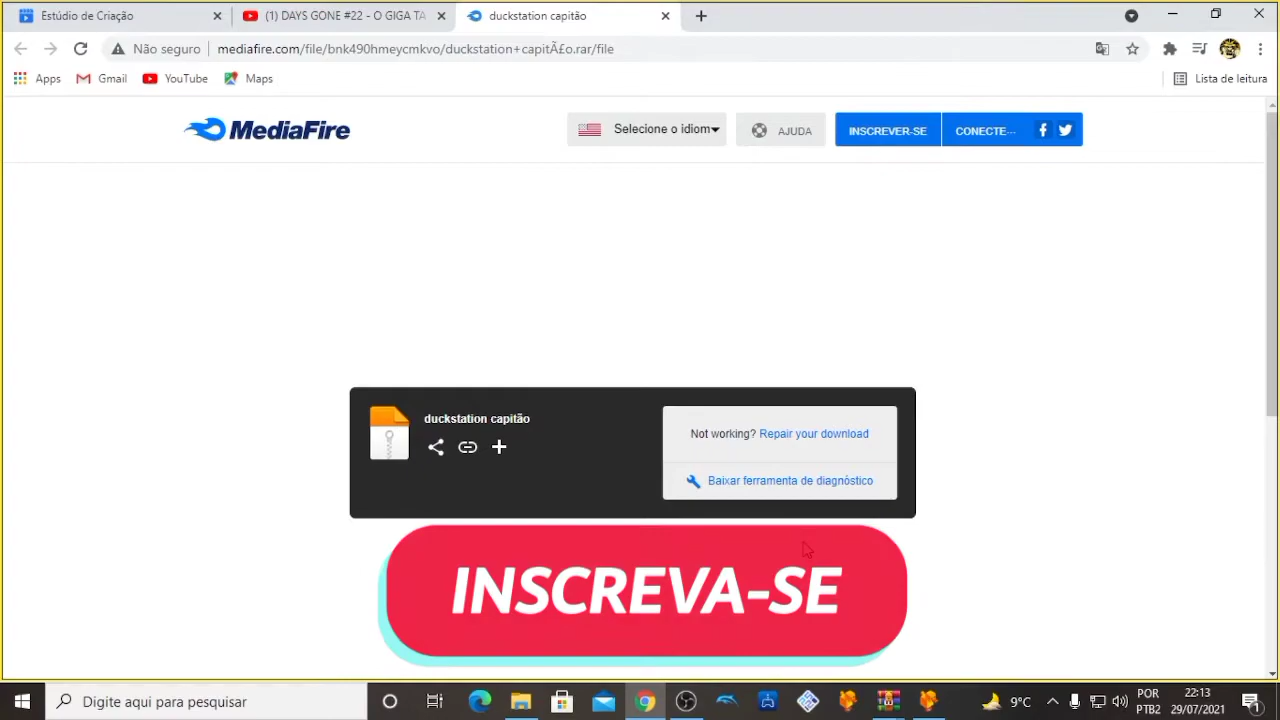 Estúdio de Criação
(1) DAYS GONE #22 - O GIGA TA
duckstation capitão
Não seguro
mediafire.com/file/bnk490hmeycmkvo/duckstation+capitÃ£o.rar/file
Apps
Gmail
YouTube
Maps
Lista de leitura
MediaFire
Selecione o idiom
AJUDA
INSCREVER-SE
CONECTE···
duckstation capitão
Not working? Repair your download
Baixar ferramenta de diagnóstico
INSCREVA-SE
Digite aqui para pesquisar
9°C
POR
PTB2
22:13
29/07/2021
1